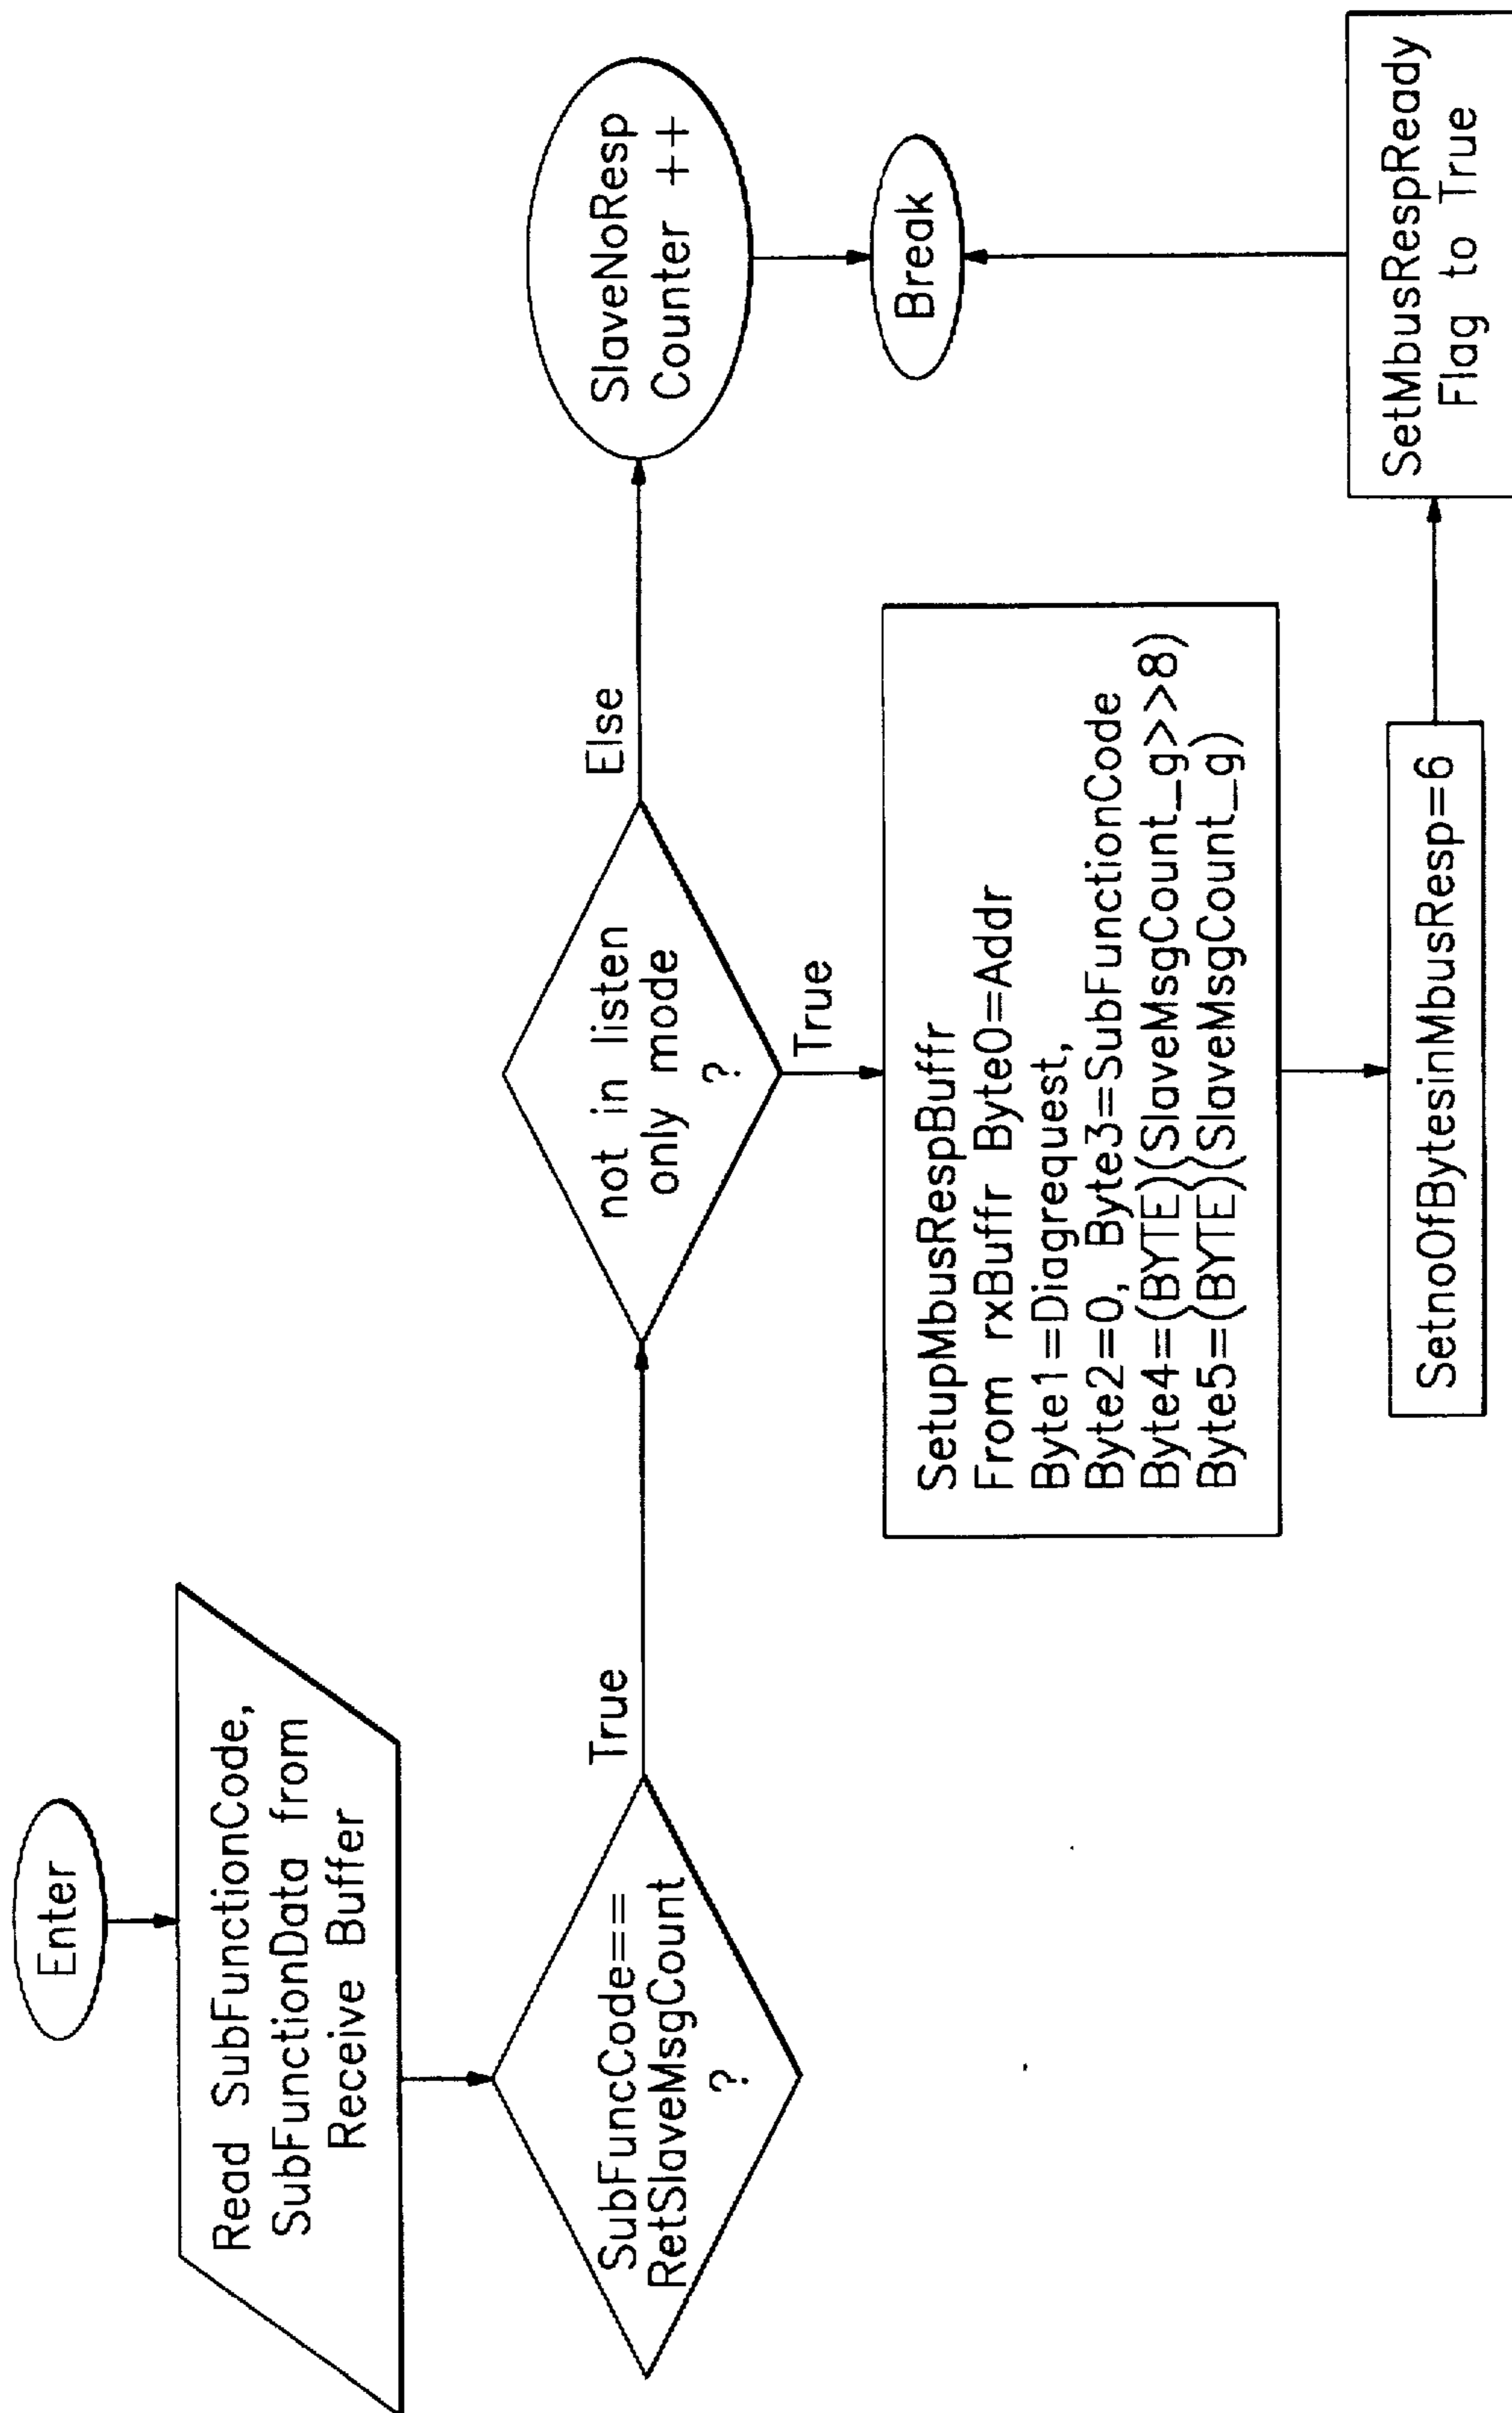 Enter
Read SubFunctionCode,
SubFunctionData from
Receive Buffer
SubFuncCode==
RetSlaveMsgCount
?
True
not in listen
only mode
?
Else
SlaveNoResp
Counter ++
Break
True
SetupMbusRespBuffr
From rxBuffr Byte0=Addr
Byte1=Diagrequest,
Byte2=0, Byte3=SubFunctionCode
Byte4=(BYTE)(SlaveMsgCount_g>>8)
Byte5=(BYTE)(SlaveMsgCount_g)
SetnoOfBytesinMbusResp=6
SetMbusRespReady
Flag to True